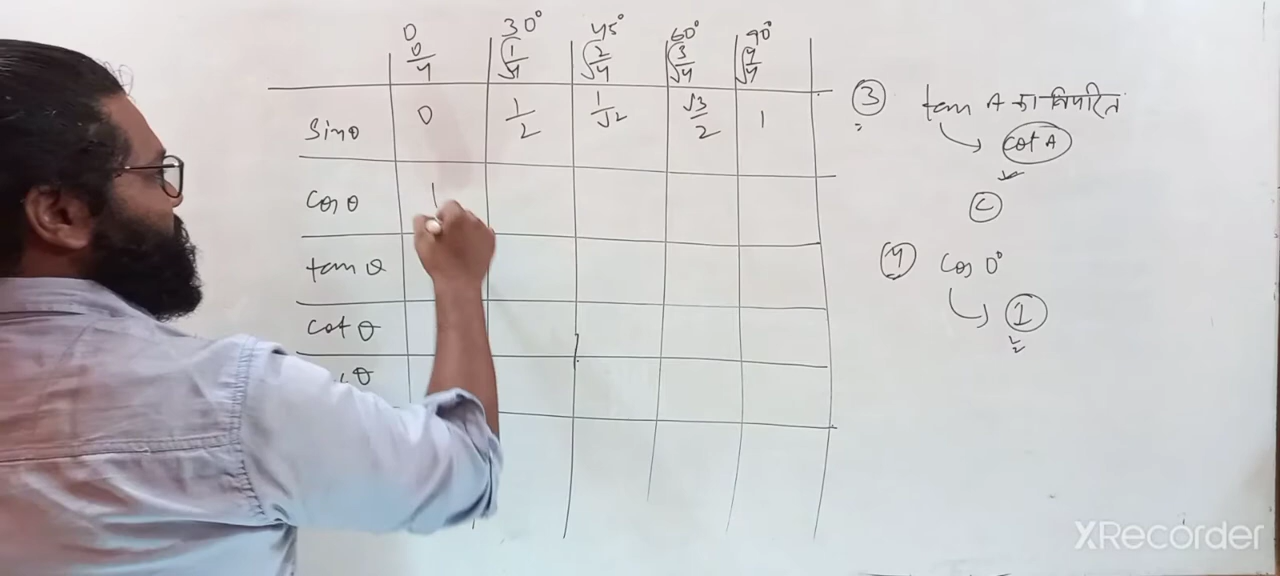 0 30° 45° 60° 90°
0/4 √1/4 √2/4 √3/4 √4/4
Sinθ 0 1/2 1/√2 √3/2 1
Cosθ 1
tanθ
Cotθ
cθ
③ tan A का विपरित
cot A
C
④ Cos 0°
1
XRecorder